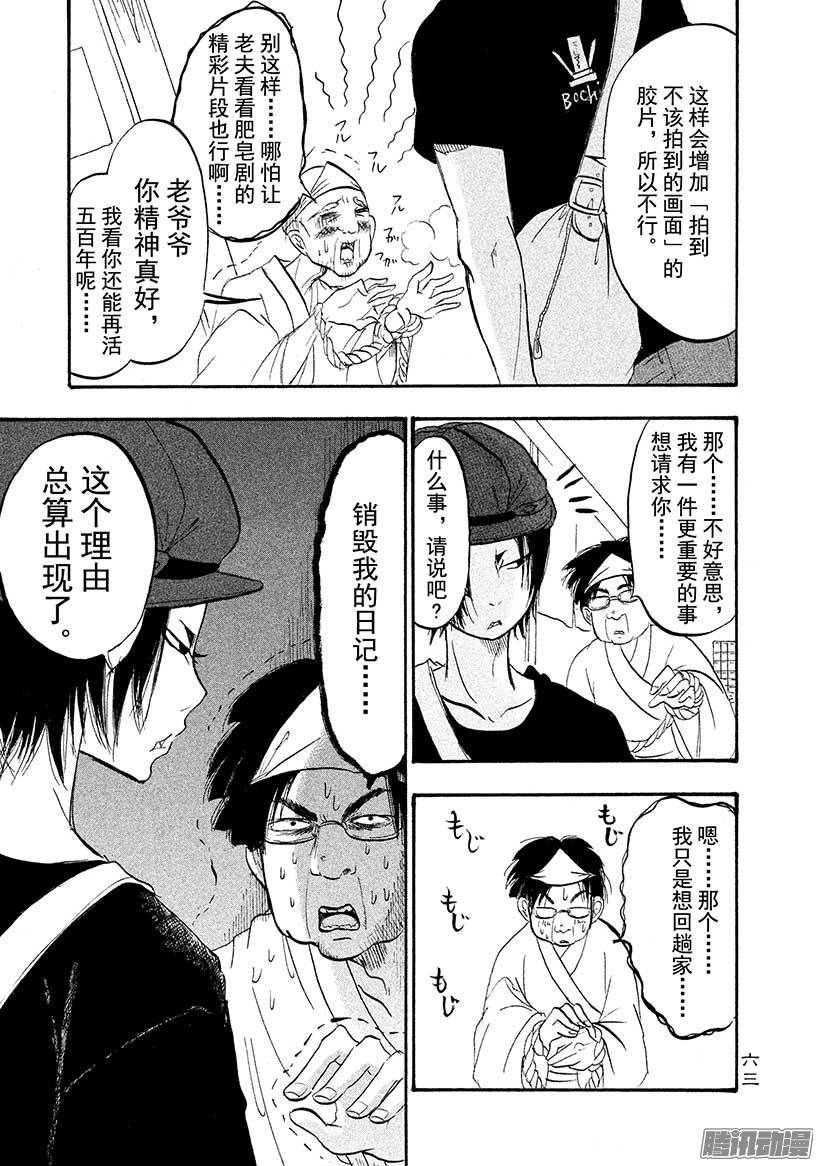 这样会增加「拍到
不该拍到的画面」的
胶片，所以不行。
Bochi
别这样……哪怕让
老夫看看肥皂剧的
精彩片段也行啊……
フル
フル
フル
老爷爷
你精神真好，
我看你还能再活
五百年呢……
那个……不好意思，
我有一件更重要的事
想请求你……
什么事，请说吧？
嗯……那个……
我只是想回趟家……
もじ
もじ
もじ
もじ
销毁我的日记……
这个理由
总算出现了。
六三
腾讯动漫